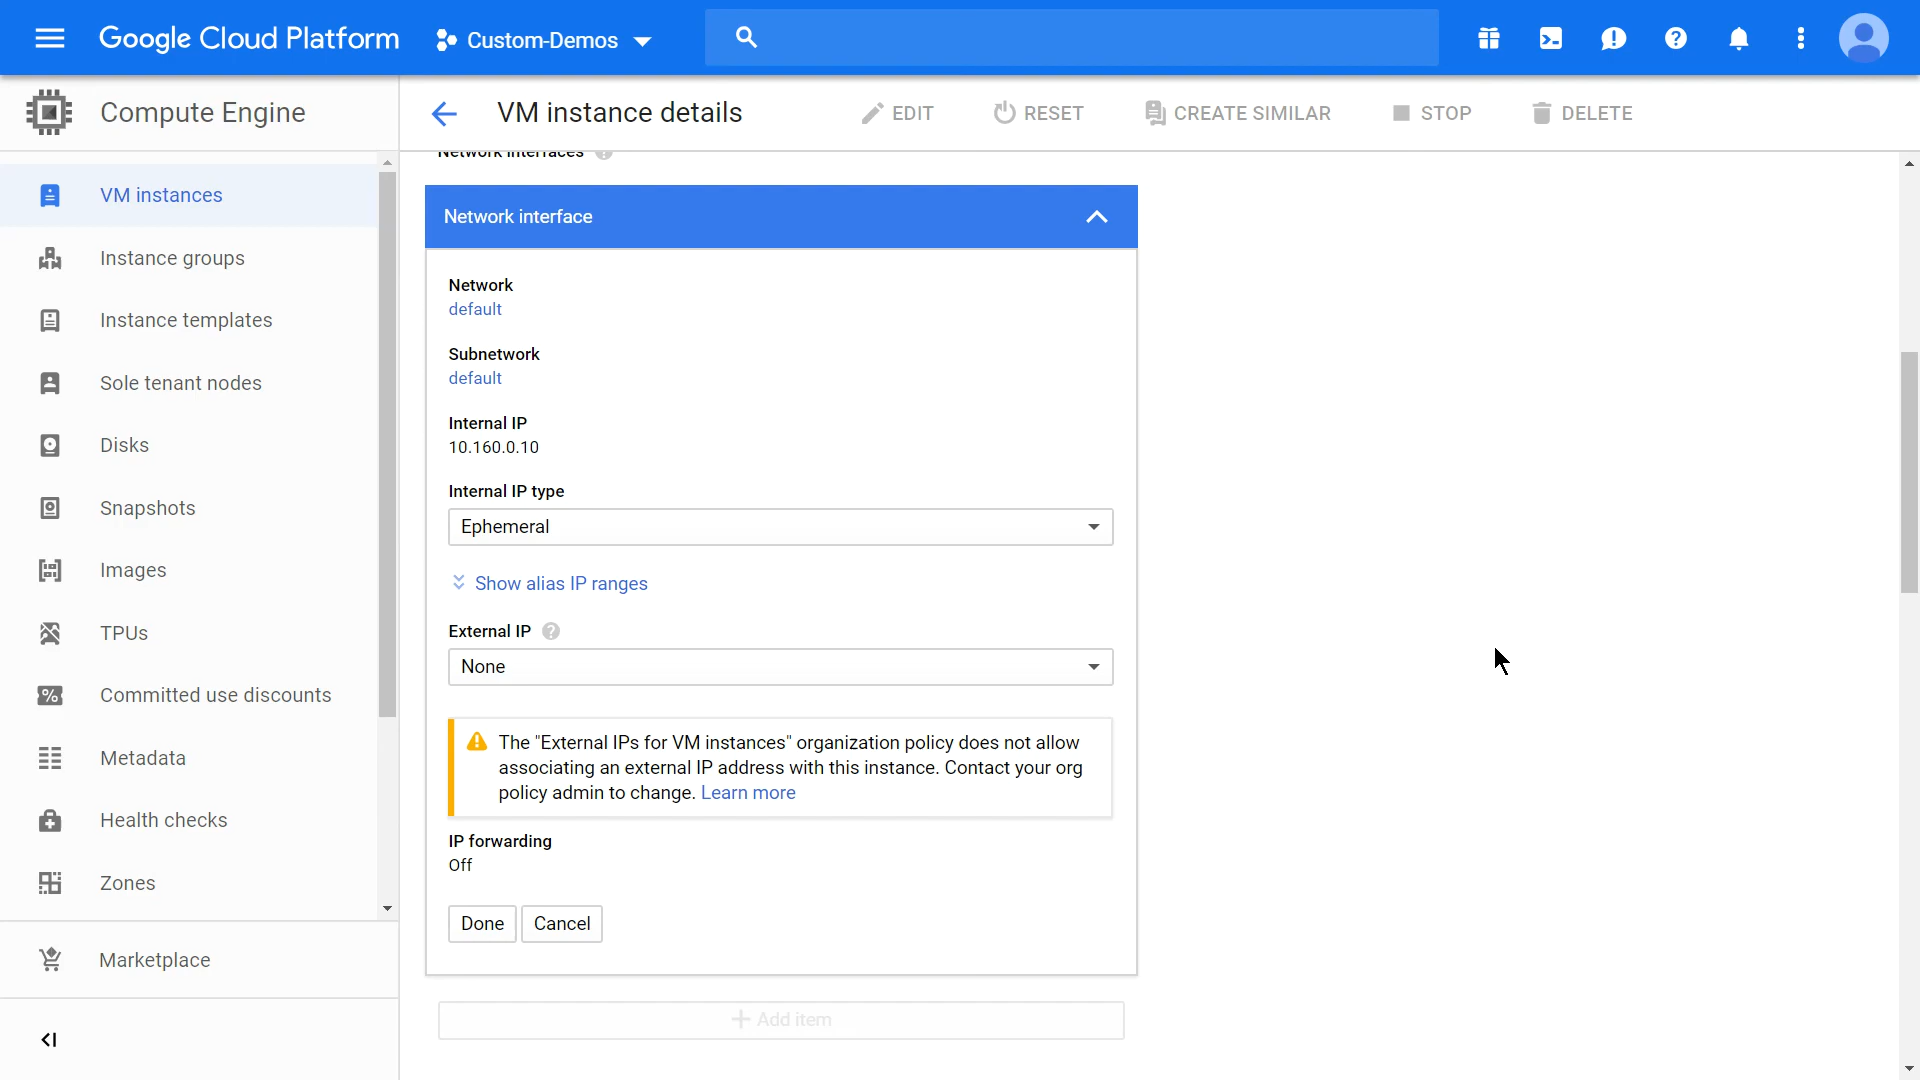 Google Cloud Platform
Custom-Demos
Compute Engine
VM instance details
EDIT
RESET
CREATE SIMILAR
STOP
DELETE
VM instances
Instance groups
Instance templates
Sole tenant nodes
Disks
Snapshots
Images
TPUs
Committed use discounts
Metadata
Health checks
Zones
Marketplace
Network interfaces
Network interface
Network
default
Subnetwork
default
Internal IP
10.160.0.10
Internal IP type
Ephemeral
Show alias IP ranges
External IP
None
The "External IPs for VM instances" organization policy does not allow
associating an external IP address with this instance. Contact your org
policy admin to change. Learn more
IP forwarding
Off
Done
Cancel
Add item